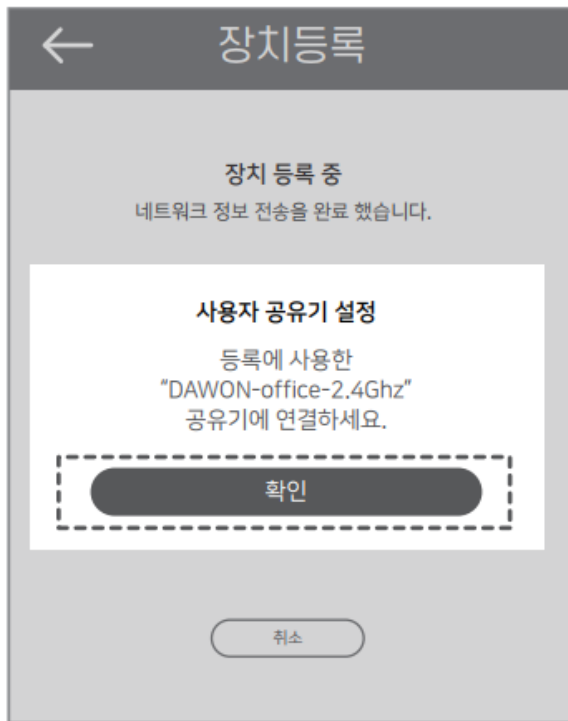 장치등록
장치 등록 중
네트워크 정보 전송을 완료 했습니다.
사용자 공유기 설정
등록에 사용한
“DAWON-office-2.4Ghz”
공유기에 연결하세요.
확인
취소